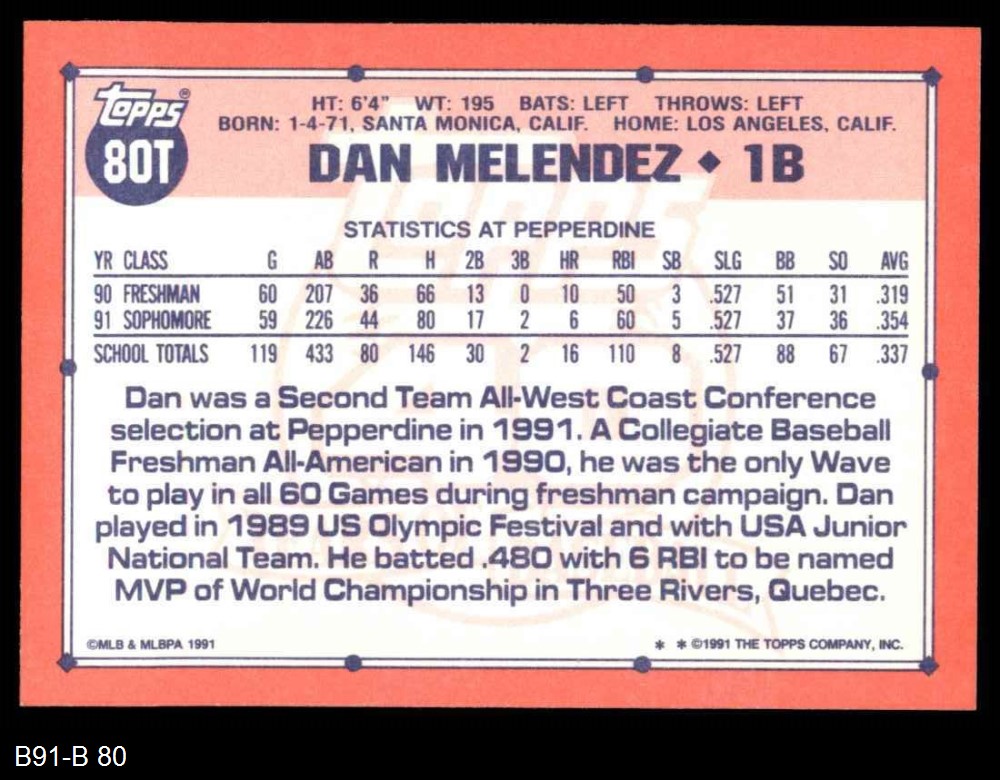 Topps®
80T
HT: 6'4" WT: 195 BATS: LEFT THROWS: LEFT
BORN: 1-4-71, SANTA MONICA, CALIF. HOME: LOS ANGELES, CALIF.
DAN MELENDEZ ◆ 1B
STATISTICS AT PEPPERDINE
YR CLASS G AB R H 2B 3B HR RBI SB SLG BB SO AVG
90 FRESHMAN 60 207 36 66 13 0 10 50 3 .527 51 31 .319
91 SOPHOMORE 59 226 44 80 17 2 6 60 5 .527 37 36 .354
SCHOOL TOTALS 119 433 80 146 30 2 16 110 8 .527 88 67 .337
Dan was a Second Team All-West Coast Conference
selection at Pepperdine in 1991. A Collegiate Baseball
Freshman All-American in 1990, he was the only Wave
to play in all 60 Games during freshman campaign. Dan
played in 1989 US Olympic Festival and with USA Junior
National Team. He batted .480 with 6 RBI to be named
MVP of World Championship in Three Rivers, Quebec.
©MLB & MLBPA 1991
* * ©1991 THE TOPPS COMPANY, INC.
B91-B 80